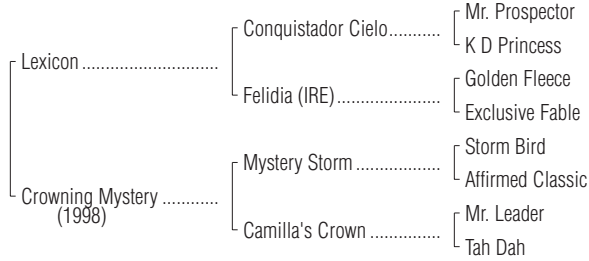 Mr. Prospector
Conquistador Cielo...........
K D Princess
Lexicon .............................
Golden Fleece
Felidia (IRE)......................
Exclusive Fable
Storm Bird
Mystery Storm ..................
Affirmed Classic
Crowning Mystery ............
(1998)
Mr. Leader
Camilla's Crown ...............
Tah Dah